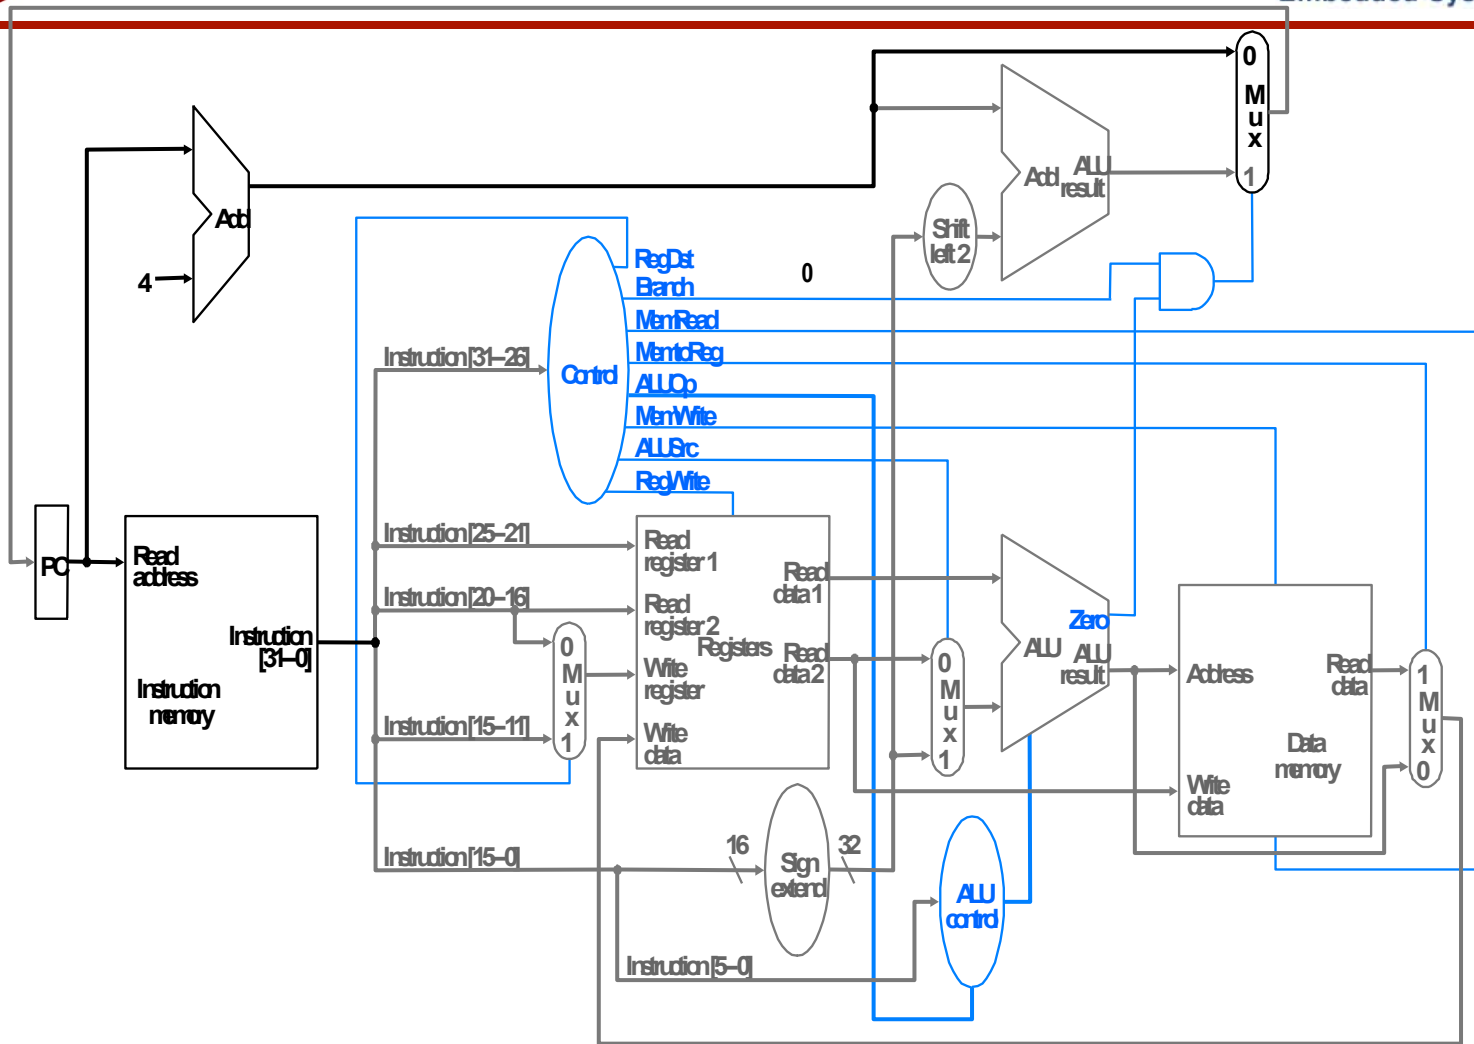 0
M
u
x
1
Add
ALU
result
Add
Shift
left 2
4
RegDst
0
Branch
MemRead
MemtoReg
Instruction [31–26]
Control
ALUOp
MemWrite
ALUSrc
RegWrite
PC
Read
address
Instruction
[31–0]
Instruction
memory
Instruction [25–21]
Instruction [20–16]
Instruction [15–11]
Instruction [15–0]
Instruction [5–0]
0
M
u
x
1
Read
register 1
Read
register 2
Write
register
Write
data
Registers
Read
data 1
Read
data 2
0
M
u
x
1
Zero
ALU
ALU
result
Address
Write
data
Read
data
Data
memory
1
M
u
x
0
16
Sign
extend
32
ALU
control